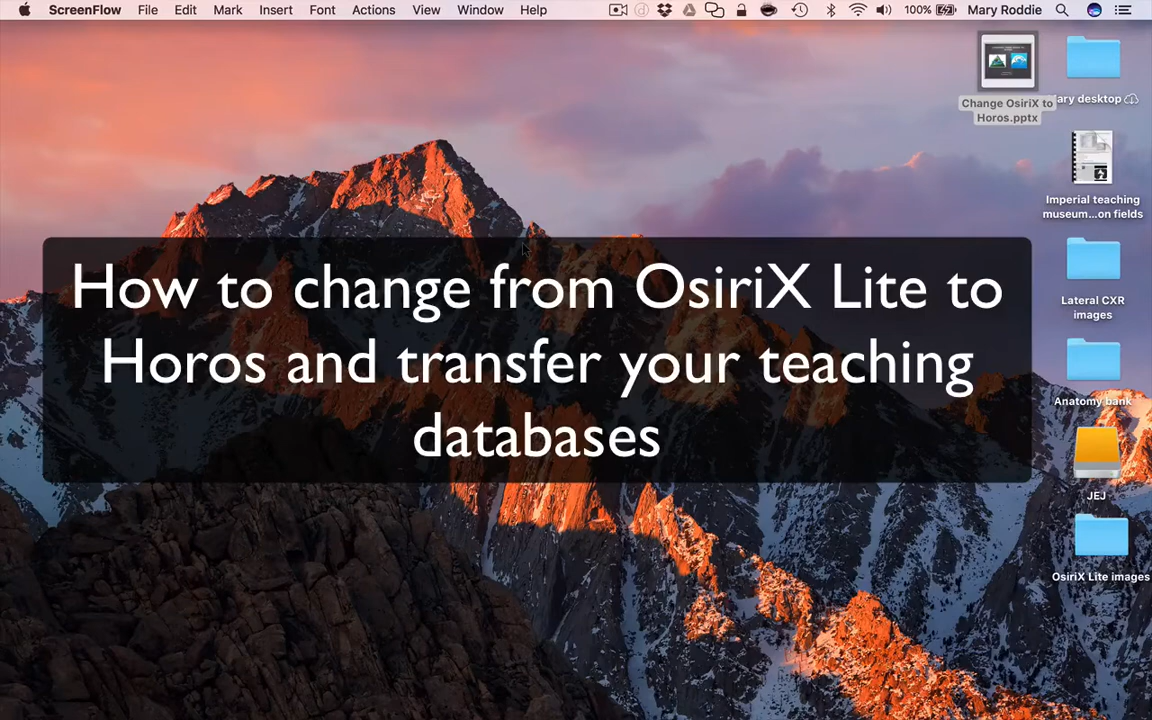 ScreenFlow File Edit Mark Insert Font Actions View Window Help 100% Mary Roddie
Change OsiriX to
Horos.pptx
ary desktop
Imperial teaching
museum...on fields
How to change from OsiriX Lite to
Horos and transfer your teaching
databases
Lateral CXR
images
Anatomy bank
JEJ
OsiriX Lite images